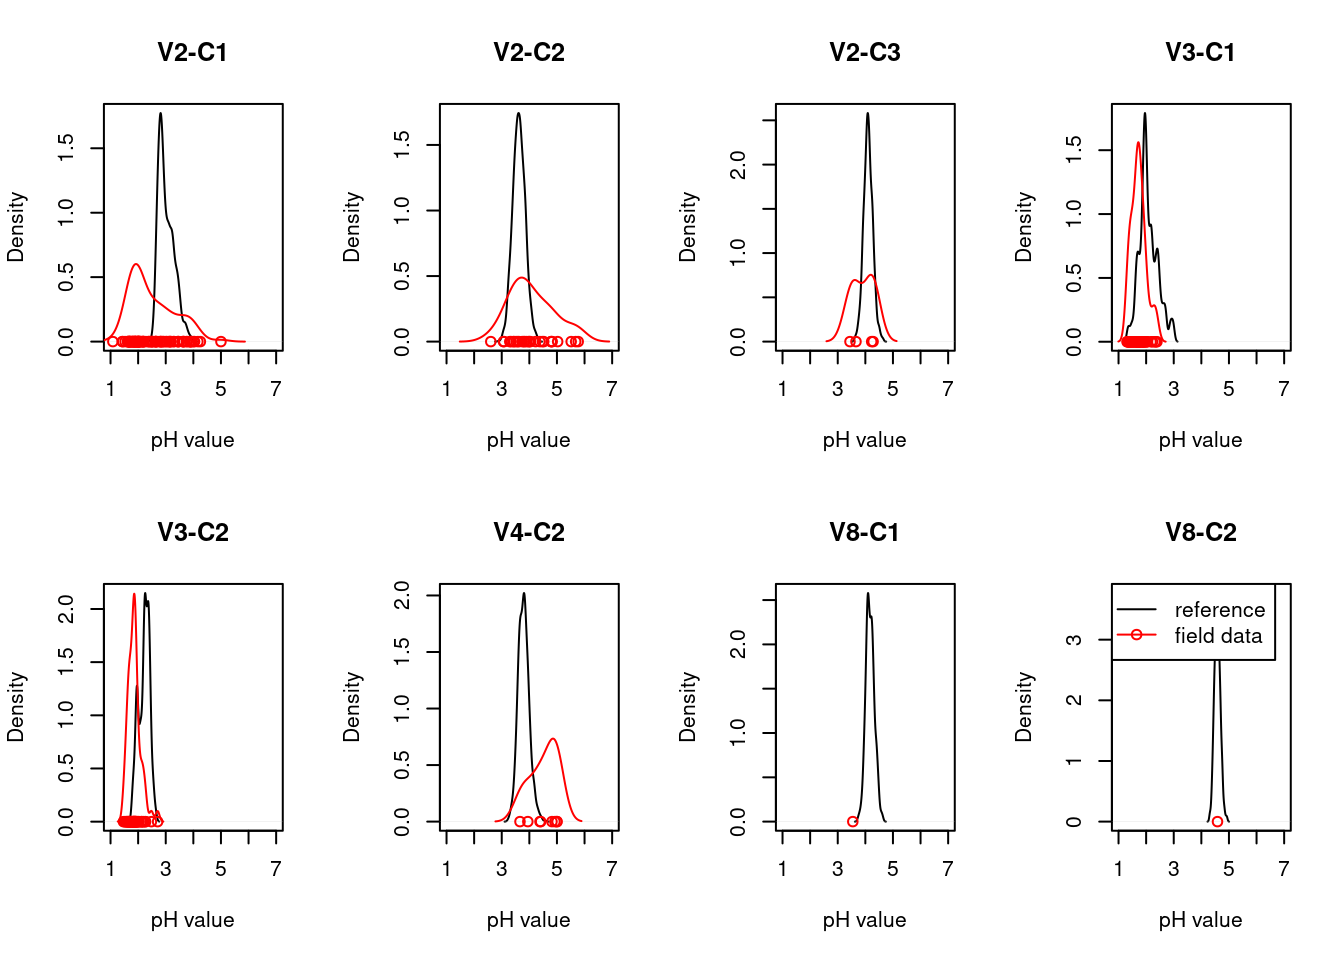 V2-C1
Density
0.0 0.5 1.0 1.5
1 3 5 7
pH value
V2-C2
Density
0.0 0.5 1.0 1.5
1 3 5 7
pH value
V2-C3
Density
0.0 1.0 2.0
1 3 5 7
pH value
V3-C1
Density
0.0 0.5 1.0 1.5
1 3 5 7
pH value
V3-C2
Density
0.0 0.5 1.0 1.5 2.0
1 3 5 7
pH value
V4-C2
Density
0.0 0.5 1.0 1.5 2.0
1 3 5 7
pH value
V8-C1
Density
0.0 1.0 2.0
1 3 5 7
pH value
V8-C2
reference
field data
Density
0 1 2 3
1 3 5 7
pH value